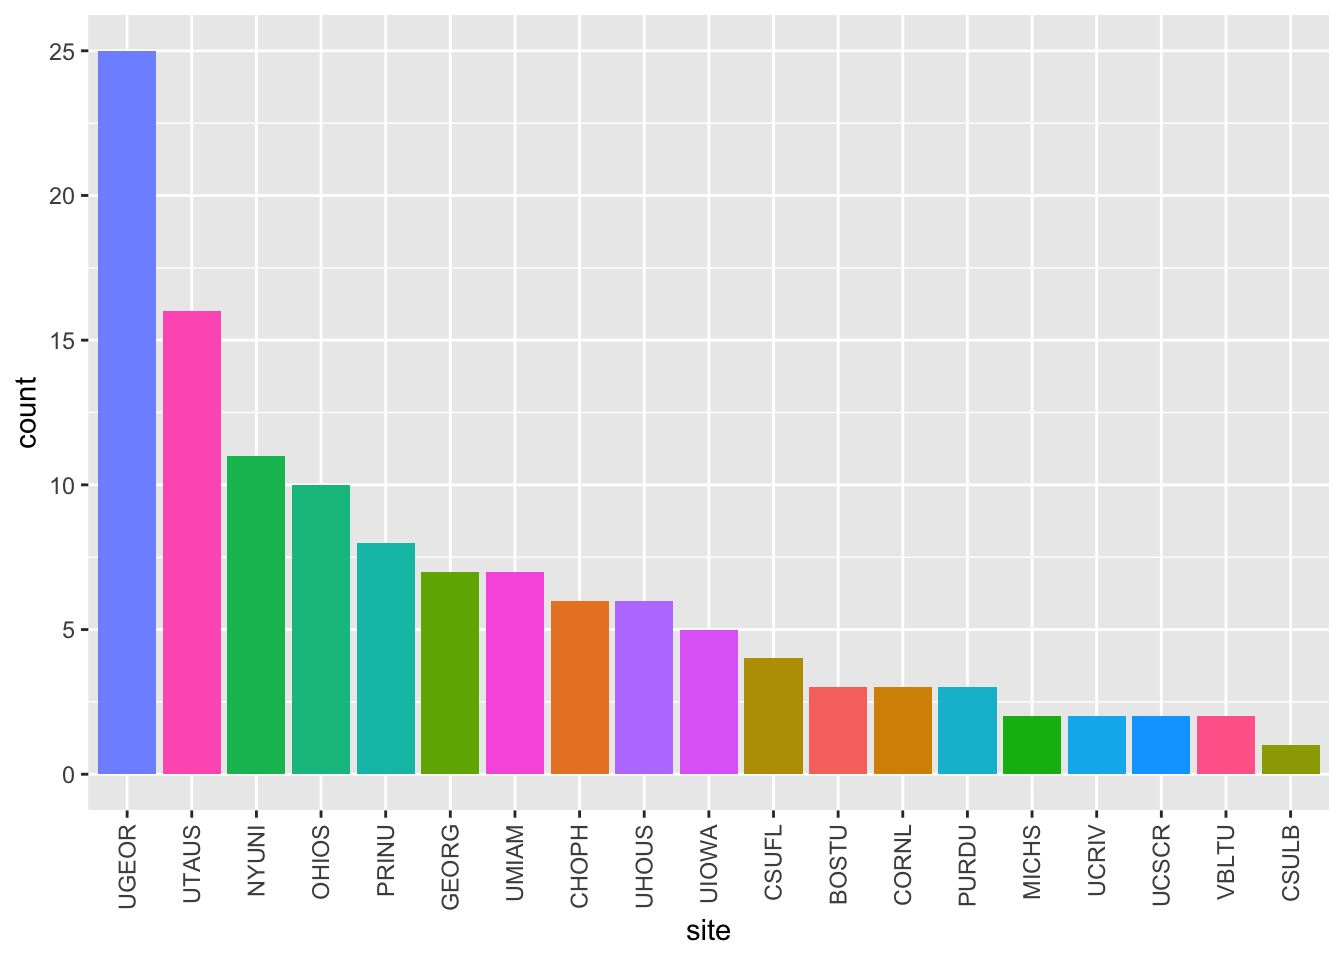 25
20
15
10
5
0
count
UGEOR
UTAUS
NYUNI
OHIOS
PRINU
GEORG
UMIAM
CHOPH
UHOUS
UIOWA
CSUFL
BOSTU
CORNL
PURDU
MICHS
UCRIV
UCSCR
VBLTU
CSULB
site